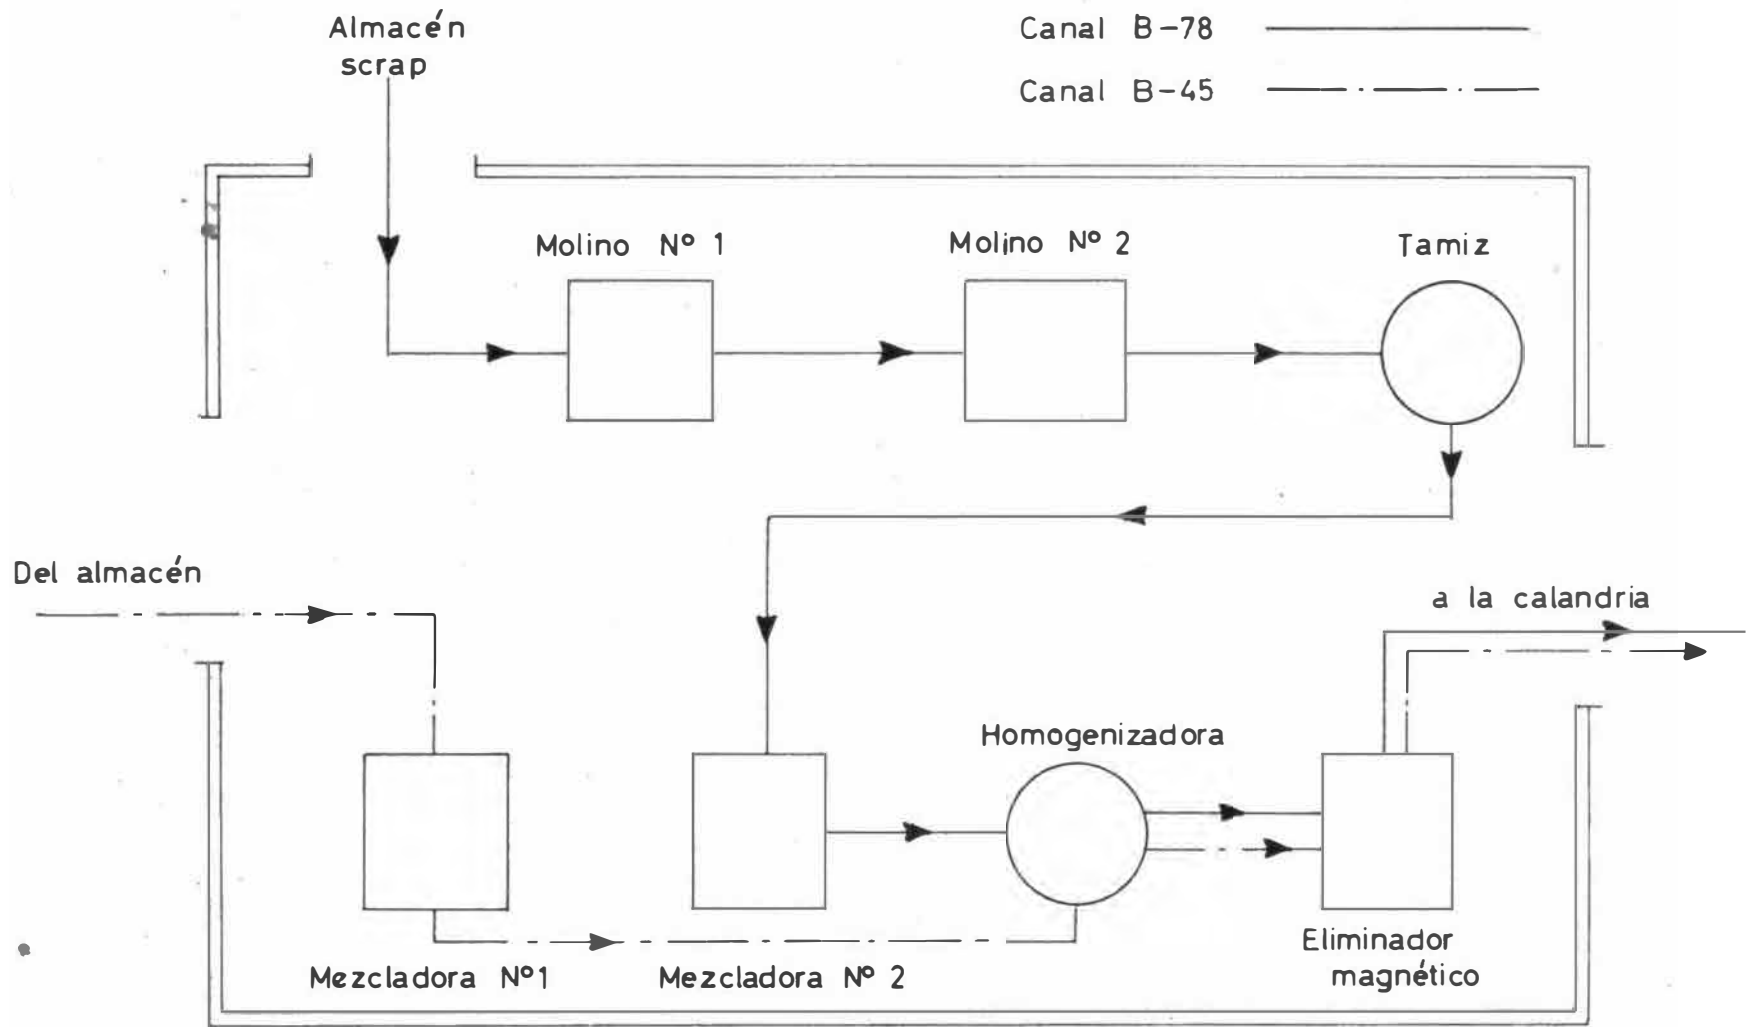 Almacén
scrap
Canal B-78
Canal B-45
Molino Nº 1
Molino Nº 2
Tamiz
Del almacén
a la calandria
Homogenizadora
Mezcladora Nº1
Mezcladora Nº 2
Eliminador
magnético